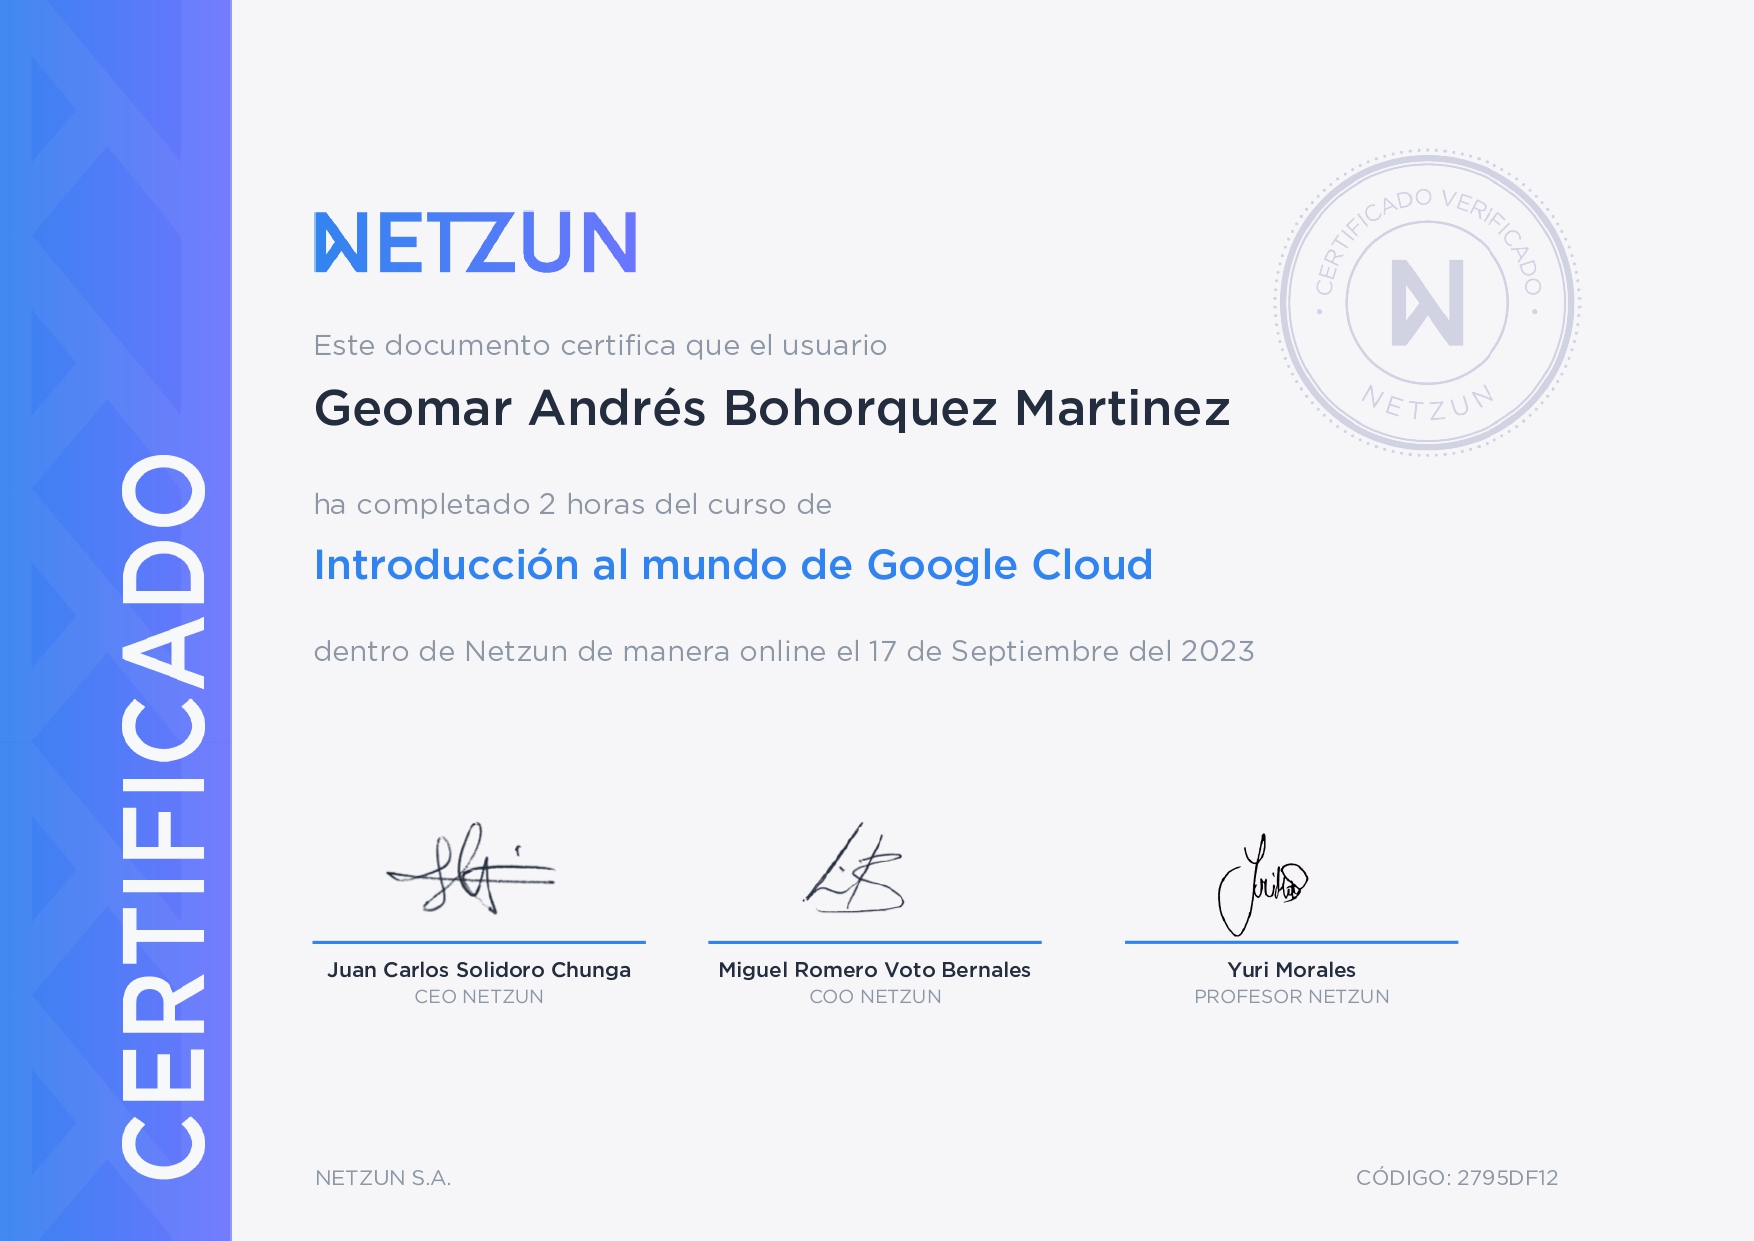 CERTIFICADO
NETZUN
CERTIFICADO VERIFICADO
N
NETZUN
Este documento certifica que el usuario
Geomar Andrés Bohorquez Martinez
ha completado 2 horas del curso de
Introducción al mundo de Google Cloud
dentro de Netzun de manera online el 17 de Septiembre del 2023
Juan Carlos Solidoro Chunga
CEO NETZUN
Miguel Romero Voto Bernales
COO NETZUN
Yuri Morales
PROFESOR NETZUN
NETZUN S.A.
CÓDIGO: 2795DF12